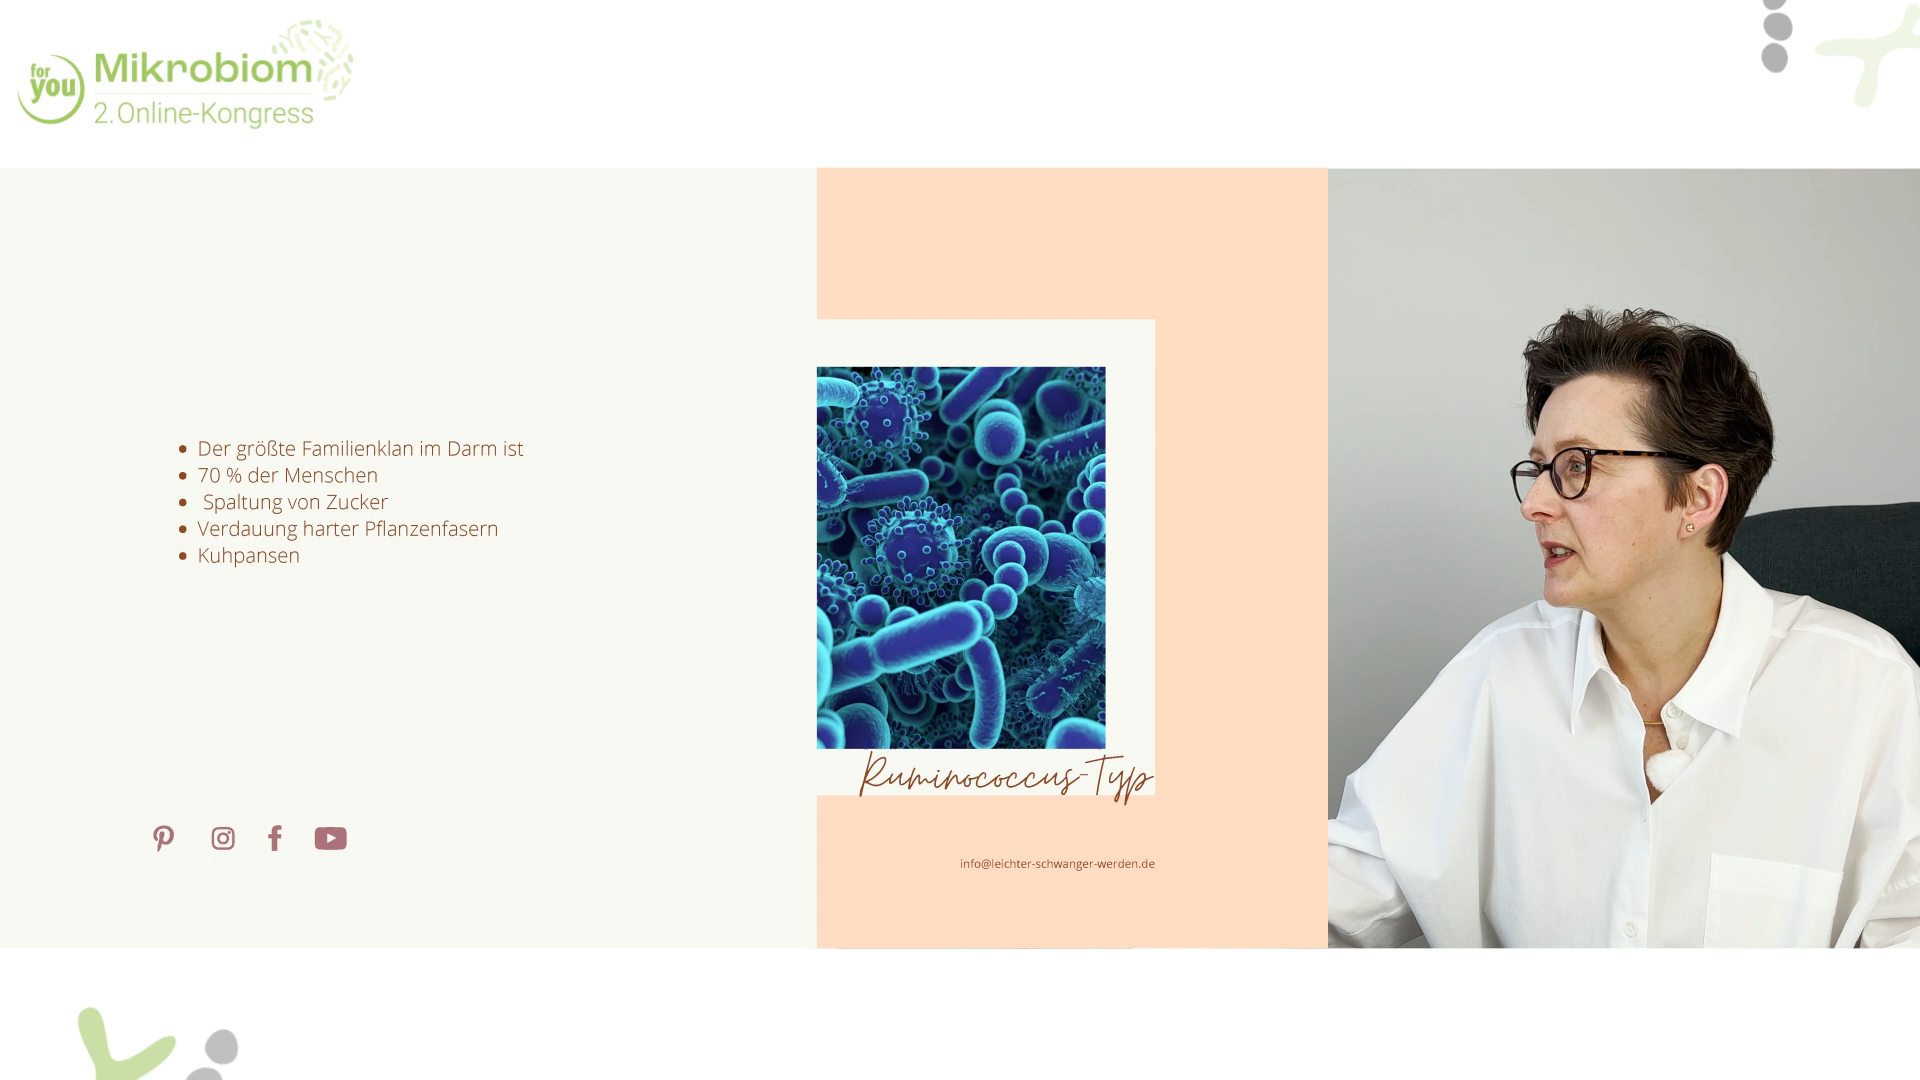 for
you
Mikrobiom
2. Online-Kongress
Der größte Familienklan im Darm ist
70 % der Menschen
Spaltung von Zucker
Verdauung harter Pflanzenfasern
Kuhpansen
Ruminococcus-Typ
info@leichter-schwanger-werden.de